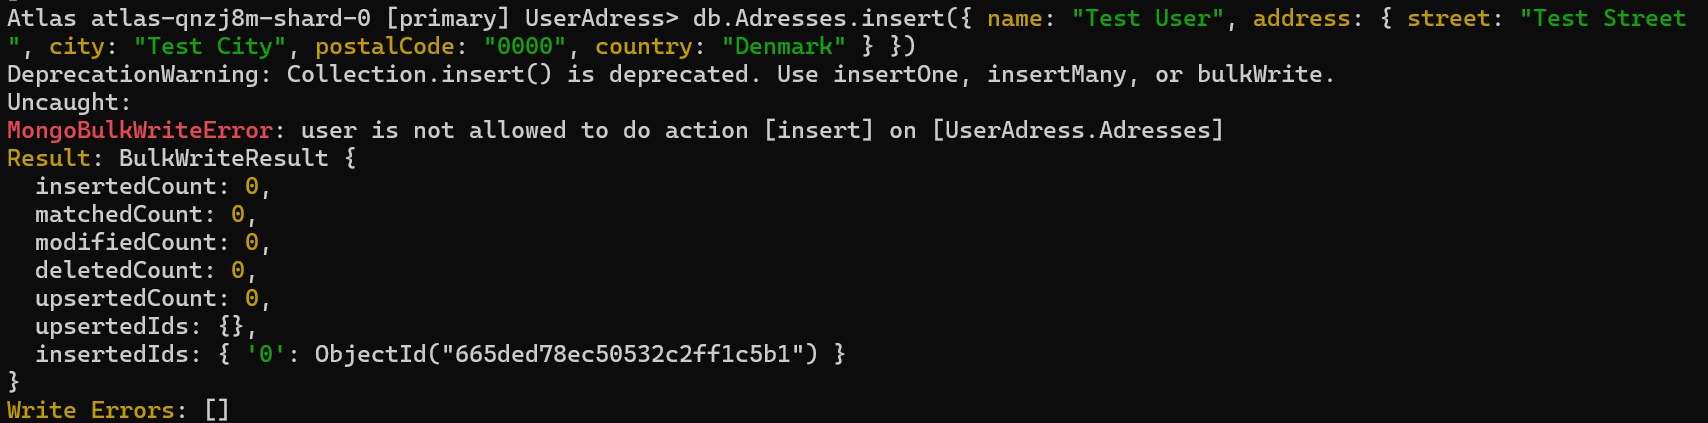 Atlas atlas-qnzj8m-shard-0 [primary] UserAdress> db.Adresses.insert({ name: "Test User", address: { street: "Test Street
", city: "Test City", postalCode: "0000", country: "Denmark" } })
DeprecationWarning: Collection.insert() is deprecated. Use insertOne, insertMany, or bulkWrite.
Uncaught:
MongoBulkWriteError: user is not allowed to do action [insert] on [UserAdress.Adresses]
Result: BulkWriteResult {
  insertedCount: 0,
  matchedCount: 0,
  modifiedCount: 0,
  deletedCount: 0,
  upsertedCount: 0,
  upsertedIds: {},
  insertedIds: { '0': ObjectId("665ded78ec50532c2ff1c5b1") }
}
Write Errors: []